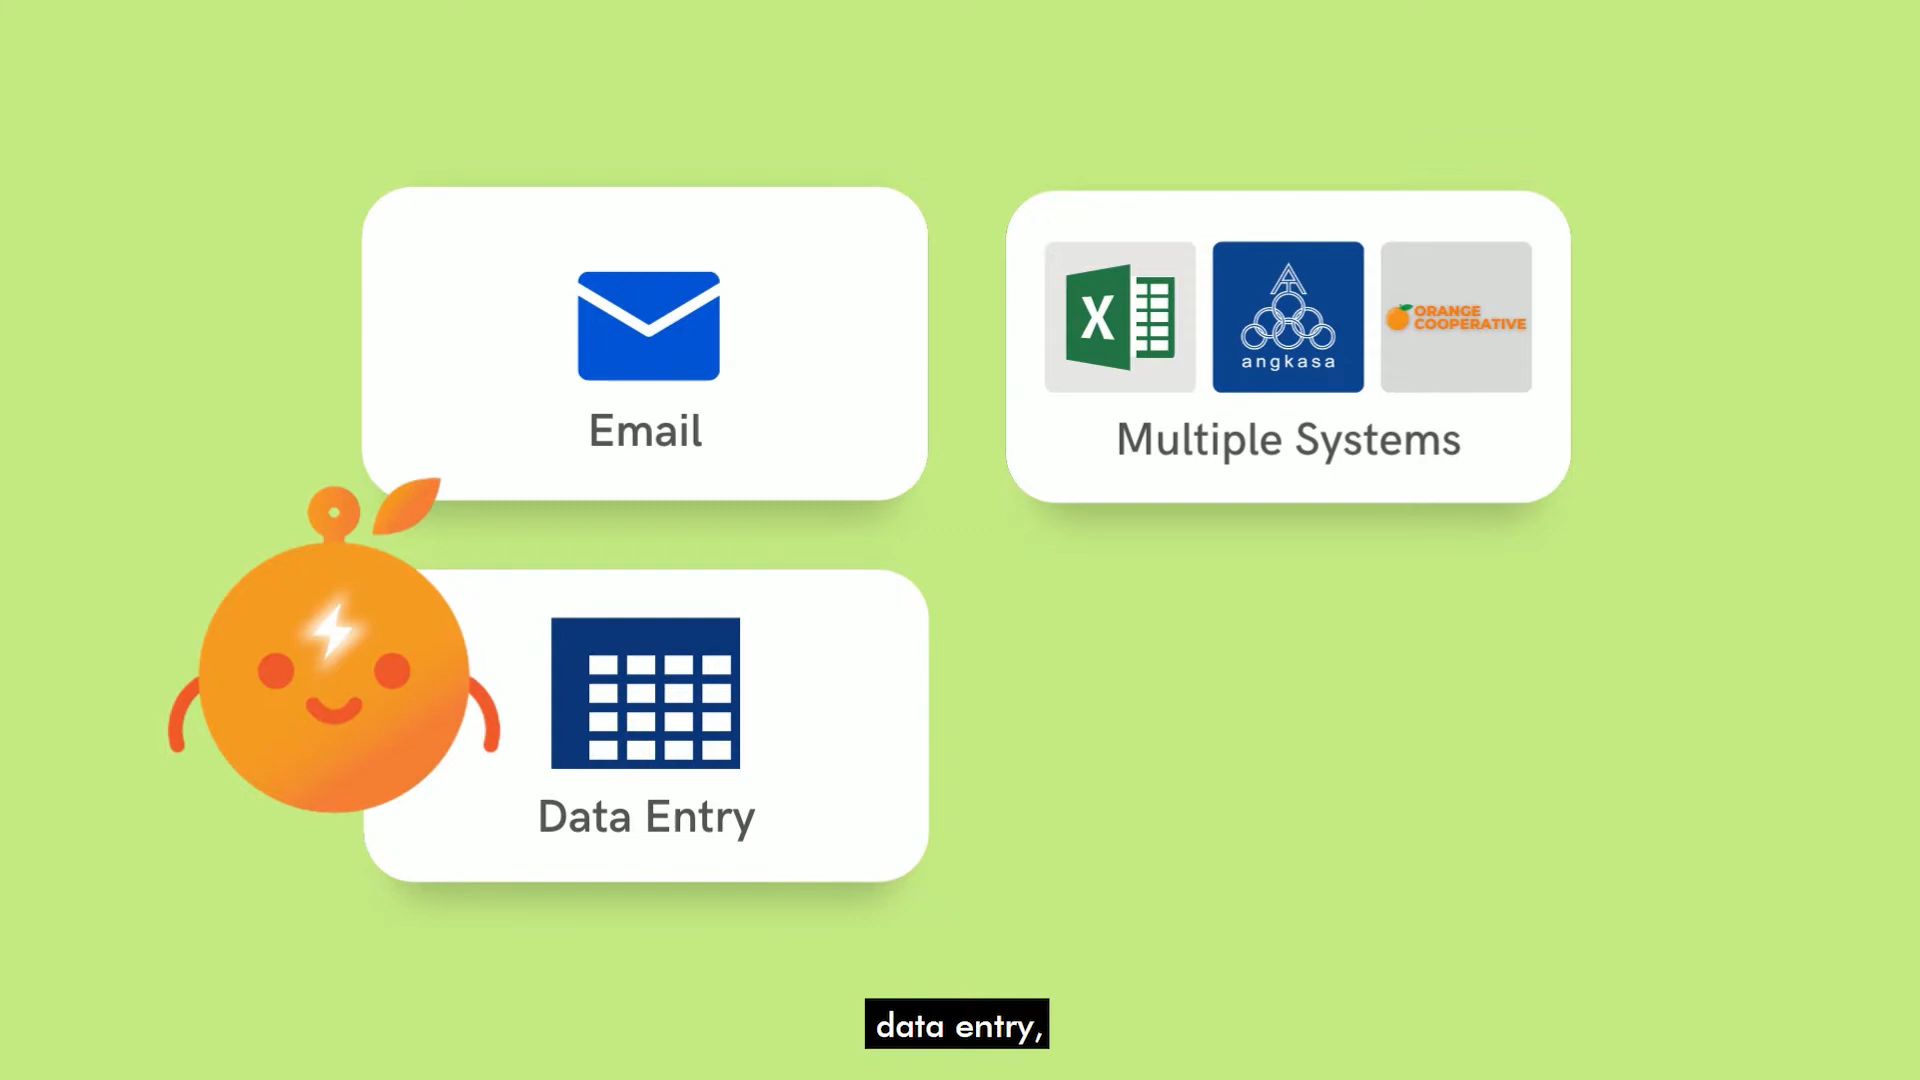 Email
X
angkasa
ORANGE
COOPERATIVE
Multiple Systems
Data Entry
data entry,